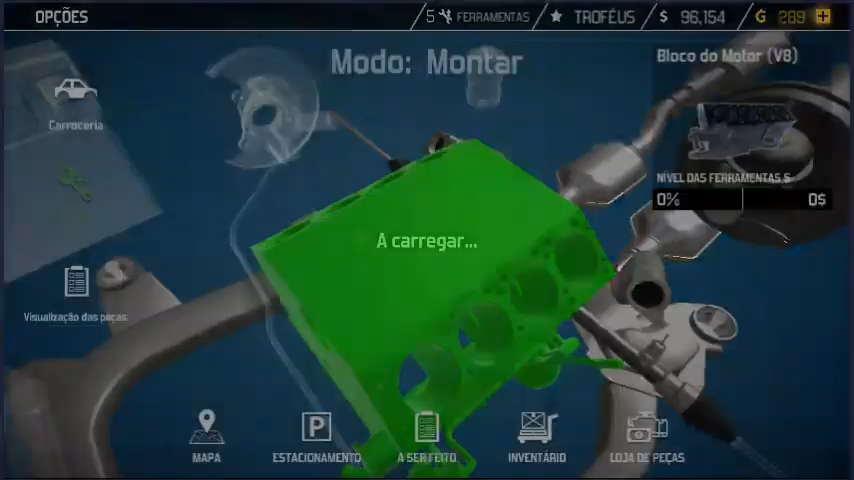 OPÇÕES
5 FERRAMENTAS
TROFÉUS
$ 96,154
G 289 +
Modo: Montar
Bloco do Motor (V8)
Carroceria
NÍVEL DAS FERRAMENTAS 5
0% 0$
A carregar...
Visualização das peças
P
MAPA
ESTACIONAMENTO
A SER FEITO
INVENTÁRIO
LOJA DE PEÇAS